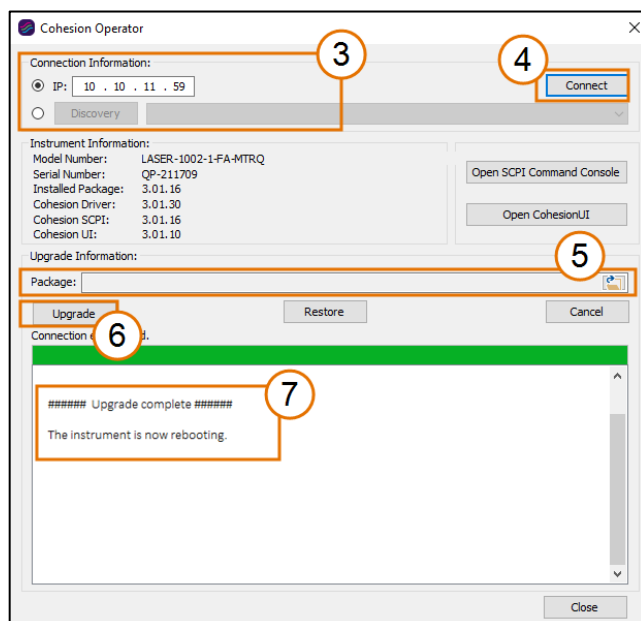 Cohesion Operator
3
4
Connection Information:
IP: 10 . 10 . 11 . 59
Connect
Discovery
Instrument Information:
Model Number: LASER-1002-1-FA-MTRQ
Serial Number: QP-211709
Installed Package: 3.01.16
Cohesion Driver: 3.01.30
Cohesion SCPI: 3.01.16
Cohesion UI: 3.01.10
Open SCPI Command Console
Open CohesionUI
Upgrade Information:
5
Package:
Upgrade Restore Cancel
6
Connection d.
7
###### Upgrade complete ######
The instrument is now rebooting.
Close